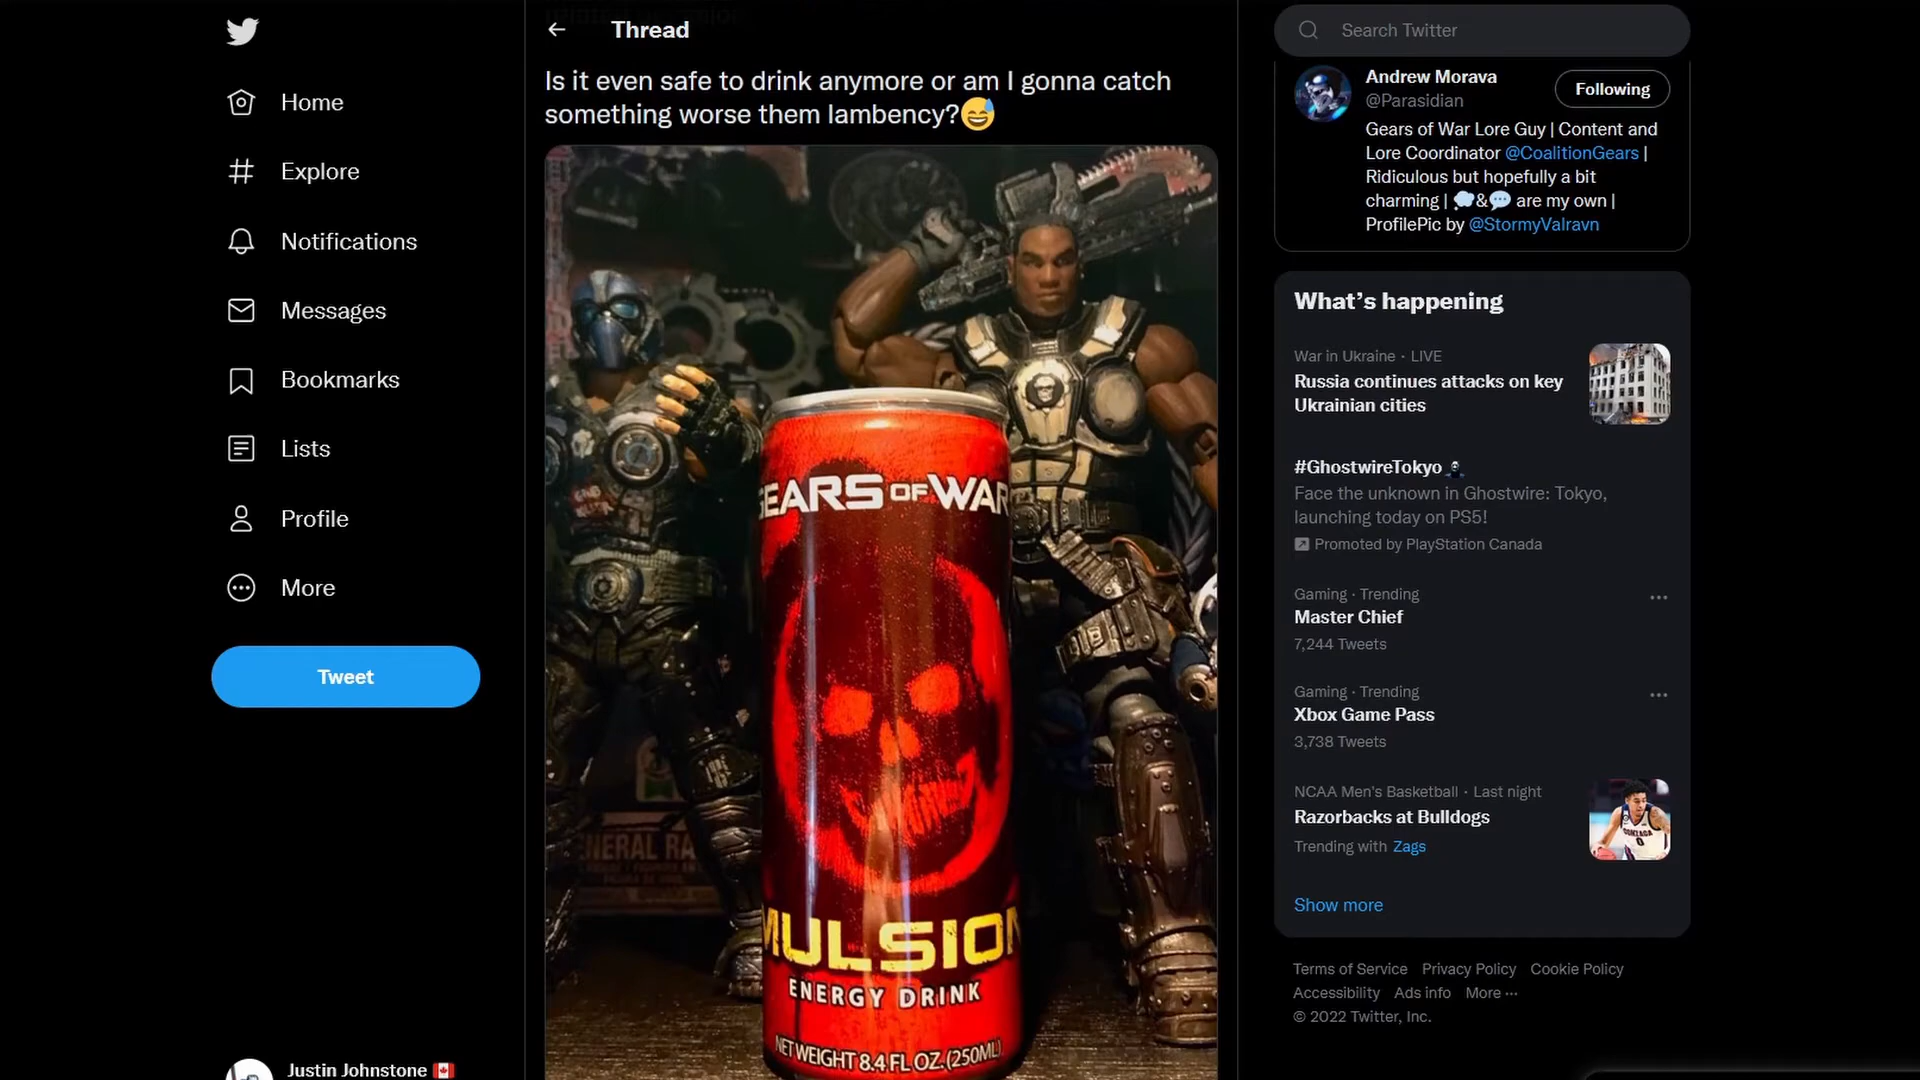 Home
Explore
Notifications
Messages
Bookmarks
Lists
Profile
More
Tweet
Justin Johnstone
Thread
Is it even safe to drink anymore or am I gonna catch
something worse them lambency?😅
GEARS OF WAR
MULSION
ENERGY DRINK
NET WEIGHT 8.4 FL OZ. (250ML)
NERAL RA
Search Twitter
Andrew Morava
@Parasidian
Following
Gears of War Lore Guy | Content and
Lore Coordinator @CoalitionGears |
Ridiculous but hopefully a bit
charming | 💭&💬 are my own |
ProfilePic by @StormyValravn
What's happening
War in Ukraine · LIVE
Russia continues attacks on key
Ukrainian cities
#GhostwireTokyo
Face the unknown in Ghostwire: Tokyo,
launching today on PS5!
Promoted by PlayStation Canada
Gaming · Trending
Master Chief
7,244 Tweets
Gaming · Trending
Xbox Game Pass
3,738 Tweets
NCAA Men's Basketball · Last night
Razorbacks at Bulldogs
Trending with Zags
GONZAGA
0
Show more
Terms of Service Privacy Policy Cookie Policy
Accessibility Ads info More ···
© 2022 Twitter, Inc.